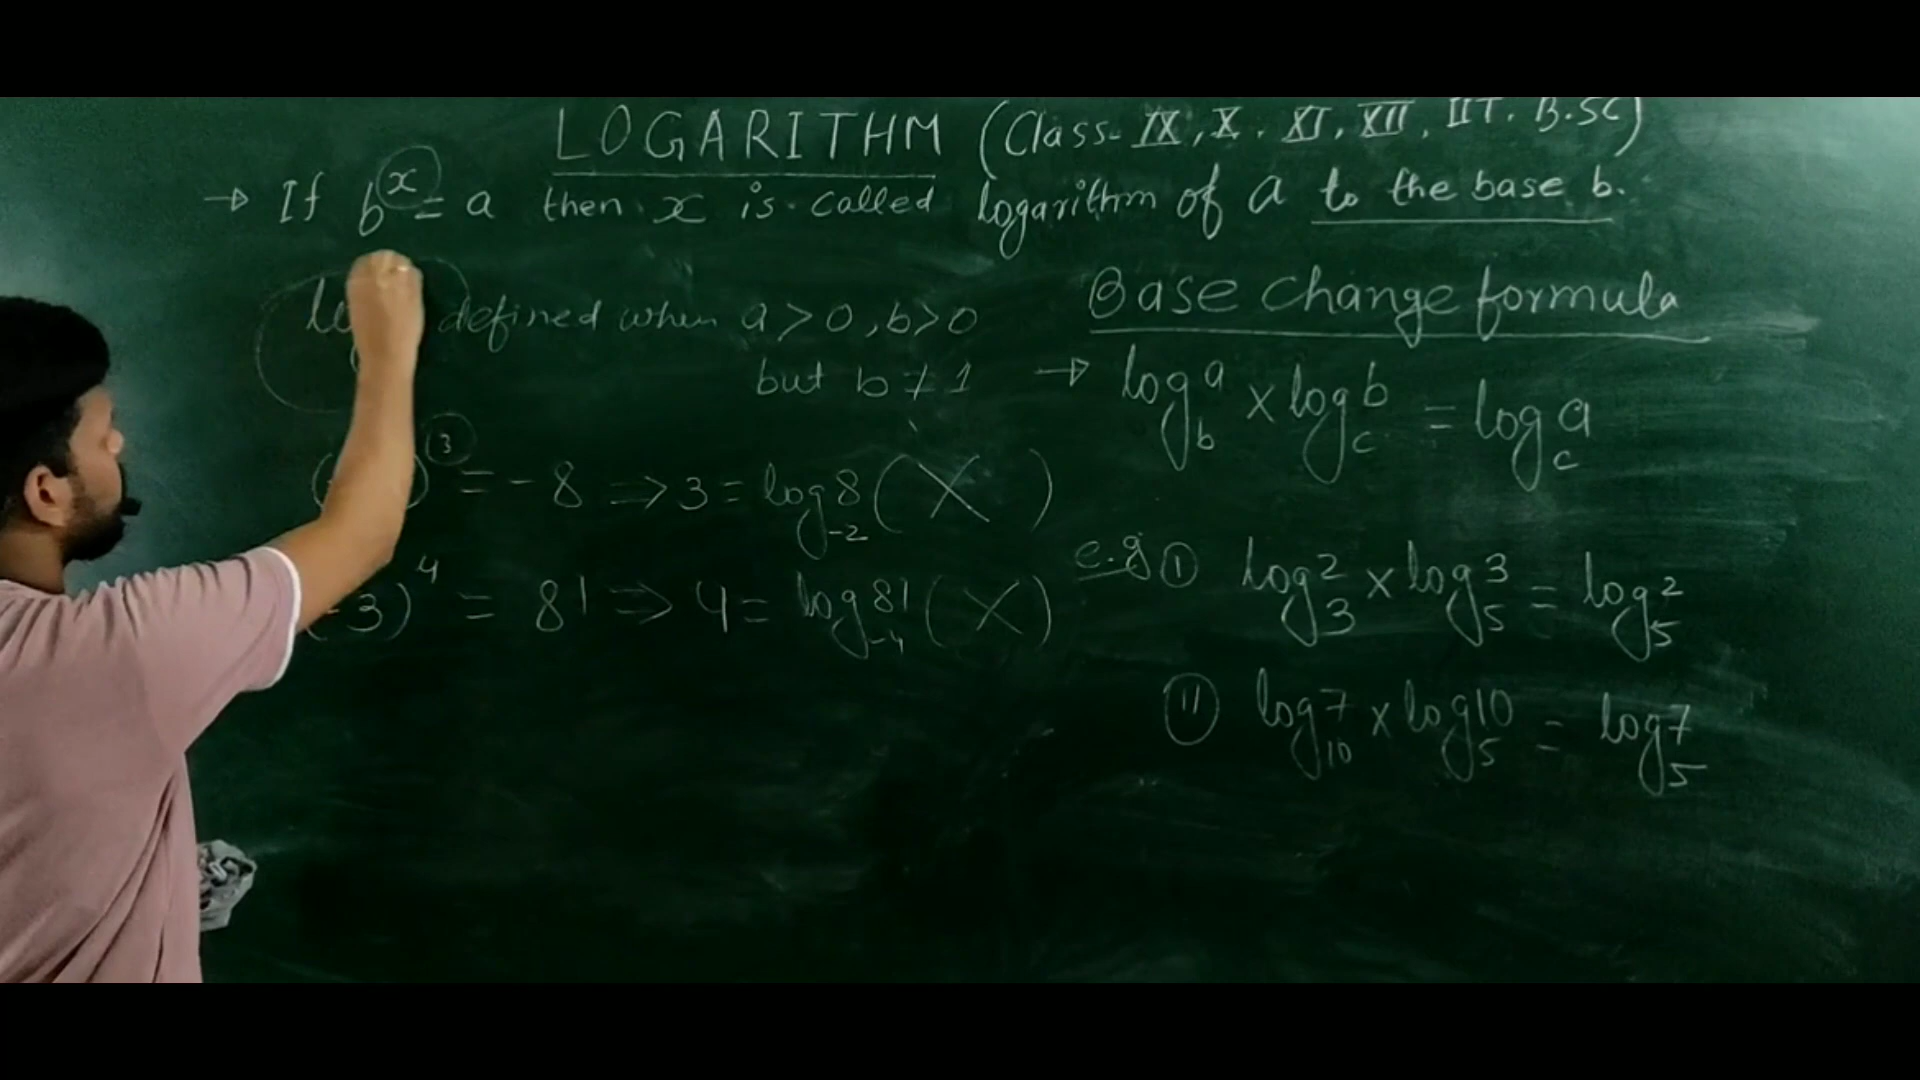 LOGARITHM (Class- IX, X, XI, XII, IIT. B.SC)
→ If b^x = a then x is called logarithm of a to the base b.
defined when a > 0, b > 0
but b ≠ 1
)^3 = -8 ⇒ 3 = log_-2 8 ( X )
3)^4 = 81 ⇒ 4 = log_-4 81 ( X )
Base change formula
→ log_b a × log_c b = log_c a
e.g ① log_3 2 × log_5 3 = log_5 2
⑪ log_10 7 × log_5 10 = log_5 7